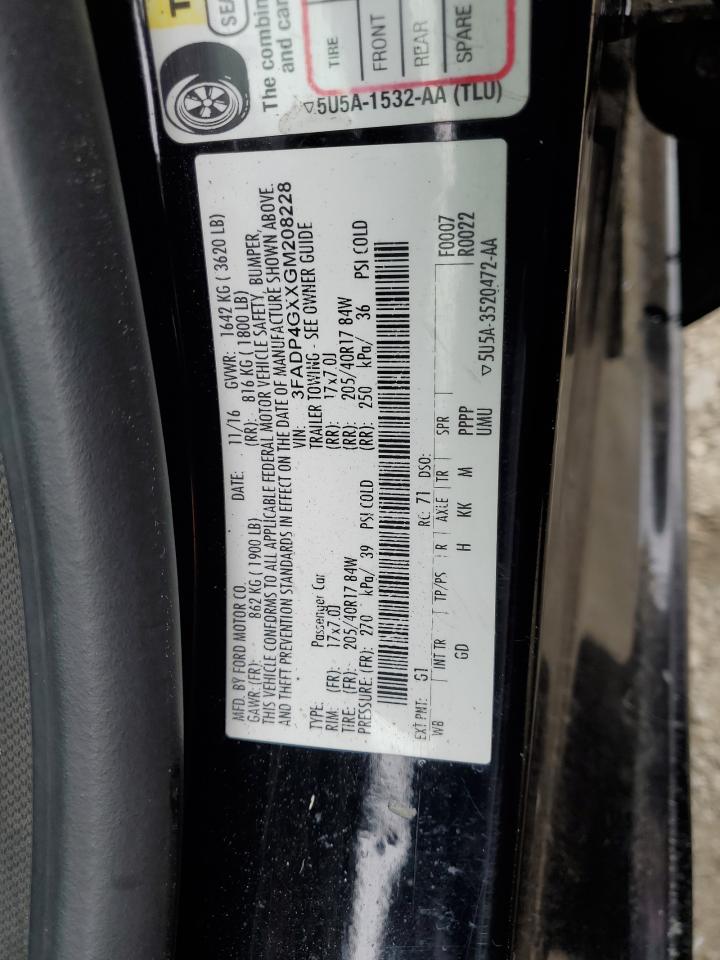 The combin
and car
TIRE
FRONT
REAR
SPARE
▽5U5A-1532-AA (TLU)
MFD. BY FORD MOTOR CO. DATE: 11/16 GVWR: 1642 KG ( 3620 LB)
GAWR:(FR): 862 KG ( 1900 LB) (RR): 816 KG ( 1800 LB)
THIS VEHICLE CONFORMS TO ALL APPLICABLE FEDERAL MOTOR VEHICLE SAFETY, BUMPER,
AND THEFT PREVENTION STANDARDS IN EFFECT ON THE DATE OF MANUFACTURE SHOWN ABOVE.
VIN: 3FADP4GXXGM208228
TYPE: Passenger Car TRAILER TOWING - SEE OWNER GUIDE
RIM: (FR): 17x7.0J (RR): 17x7.0J
TIRE: (FR): 205/40R17 84W (RR): 205/40R17 84W
PRESSURE:(FR): 270 kPa/ 39 PSI COLD (RR): 250 kPa/ 36 PSI COLD
EXT PNT: G1 RC: 71 DSO: F0007
WB INT TR TP/PS R AXLE TR SPR R0022
GD H KK M PPPP
UMU
▽5U5A-3520472-AA